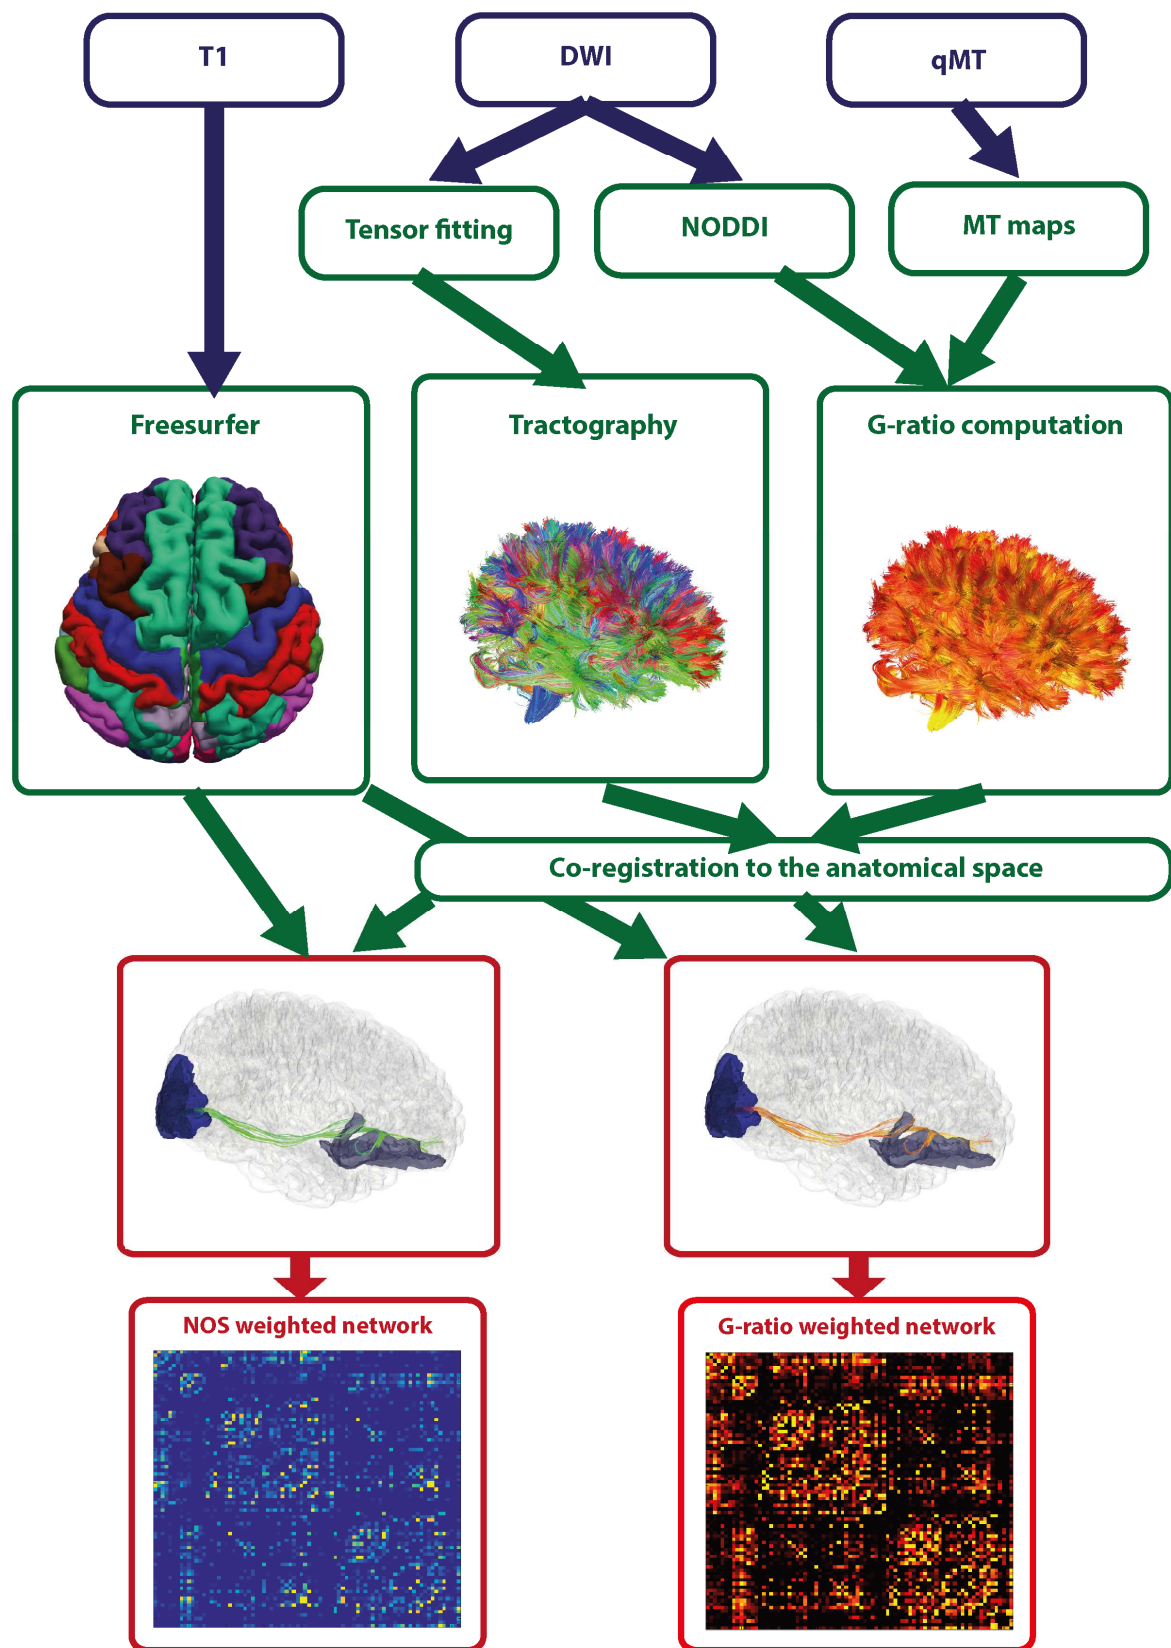 T1
DWI
qMT
Tensor fitting
NODDI
MT maps
Freesurfer
Tractography
G-ratio computation
Co-registration to the anatomical space
NOS weighted network
G-ratio weighted network